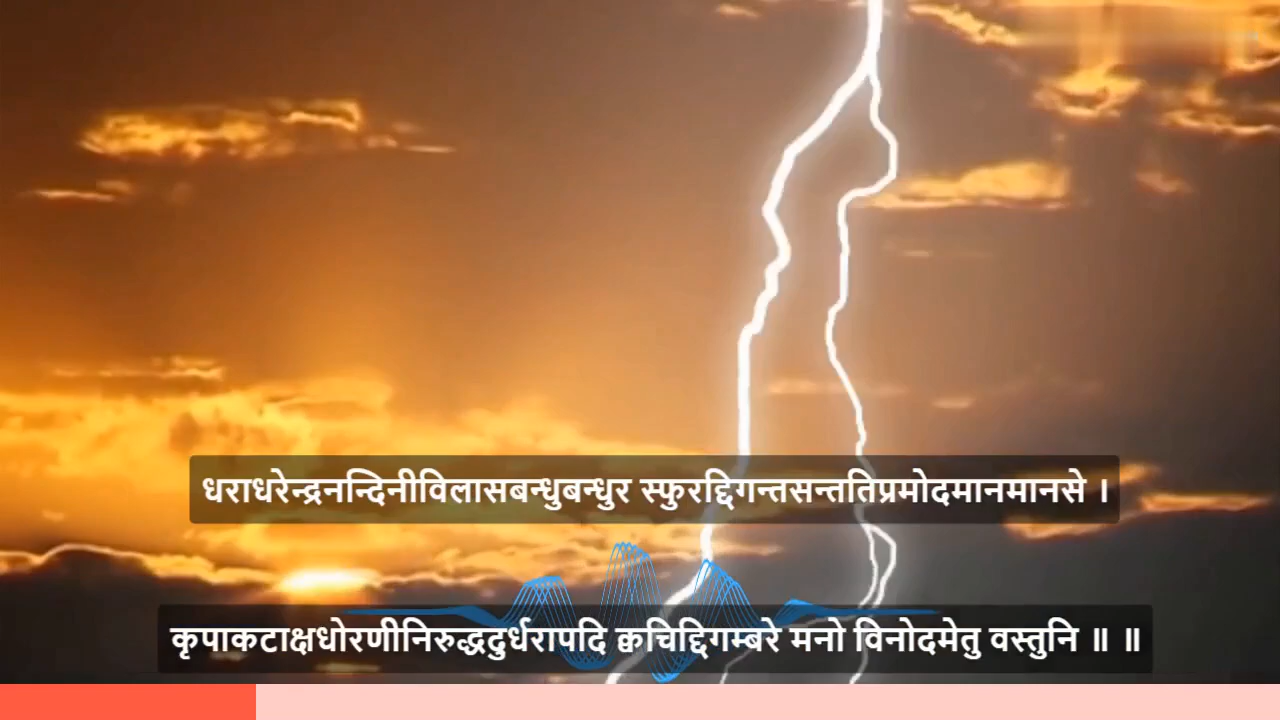 धराधरेन्द्रनन्दिनीविलासबन्धुबन्धुर स्फुरद्दिगन्तसन्ततिप्रमोदमानमानसे ।
कृपाकटाक्षधोरणीनिरुद्धदुर्धरापदि क्वचिद्दिगम्बरे मनो विनोदमेतु वस्तुनि ॥ ॥